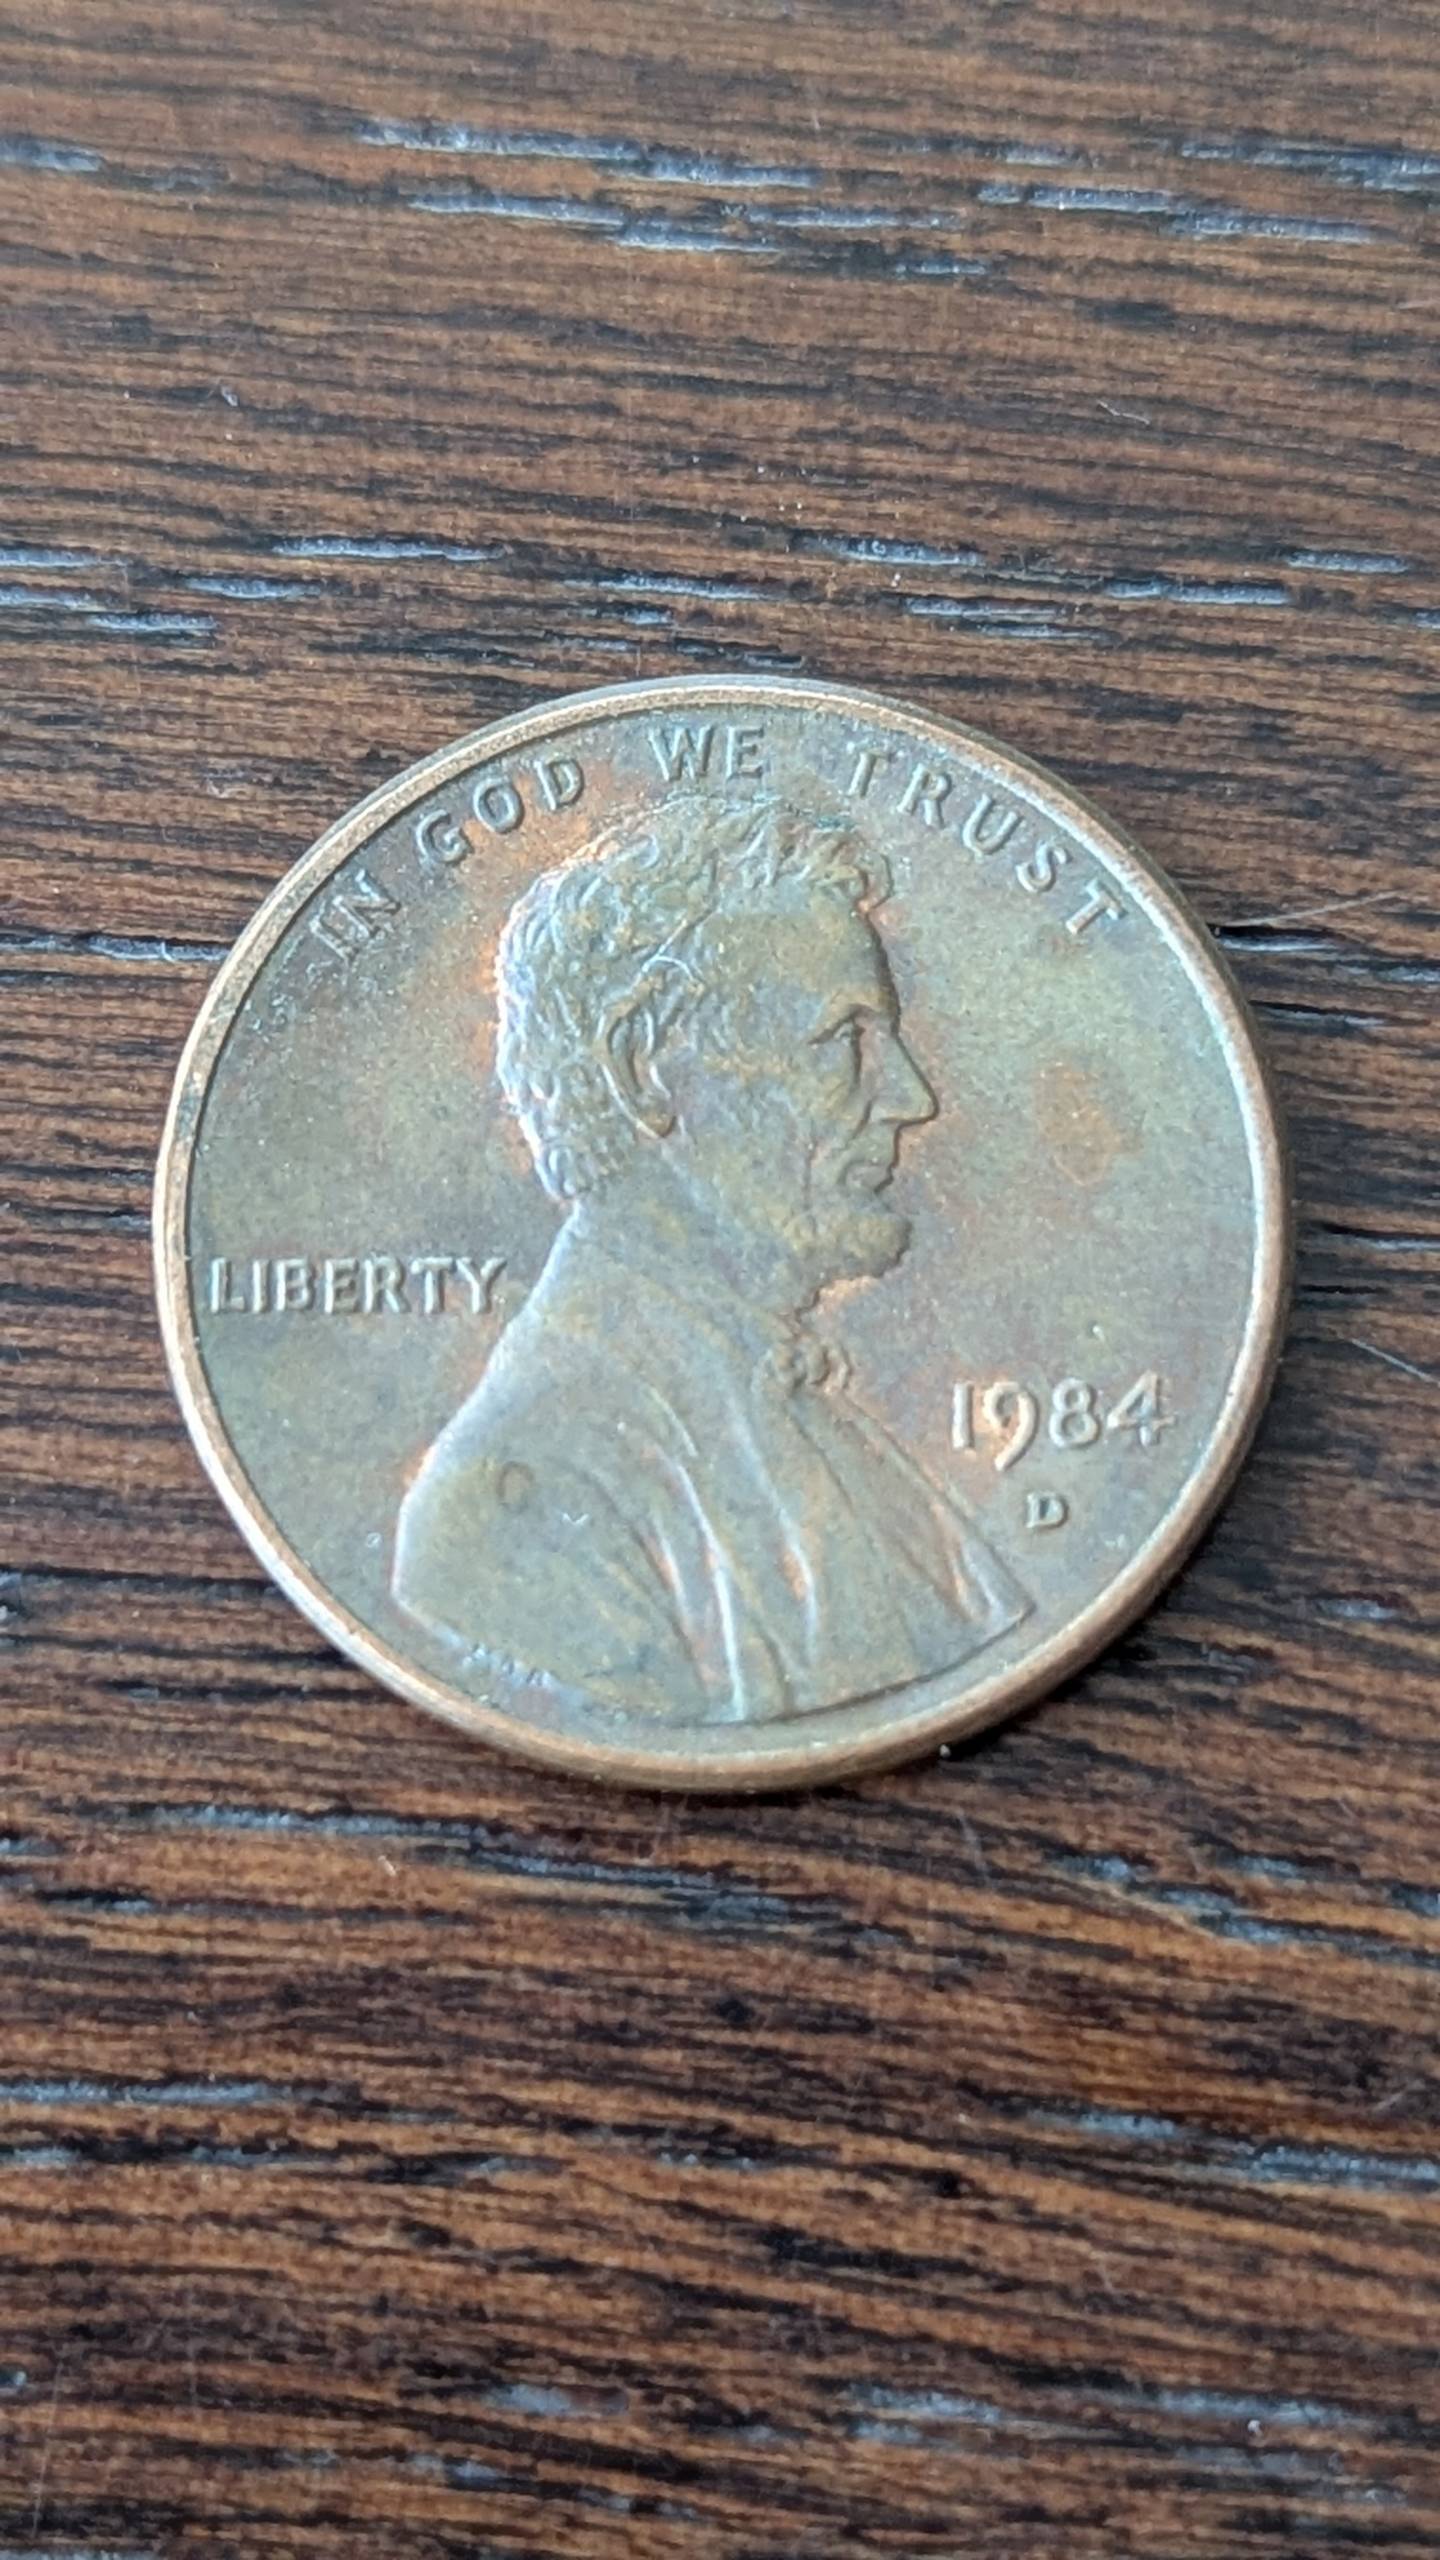 IN GOD WE TRUST
LIBERTY
1984
D